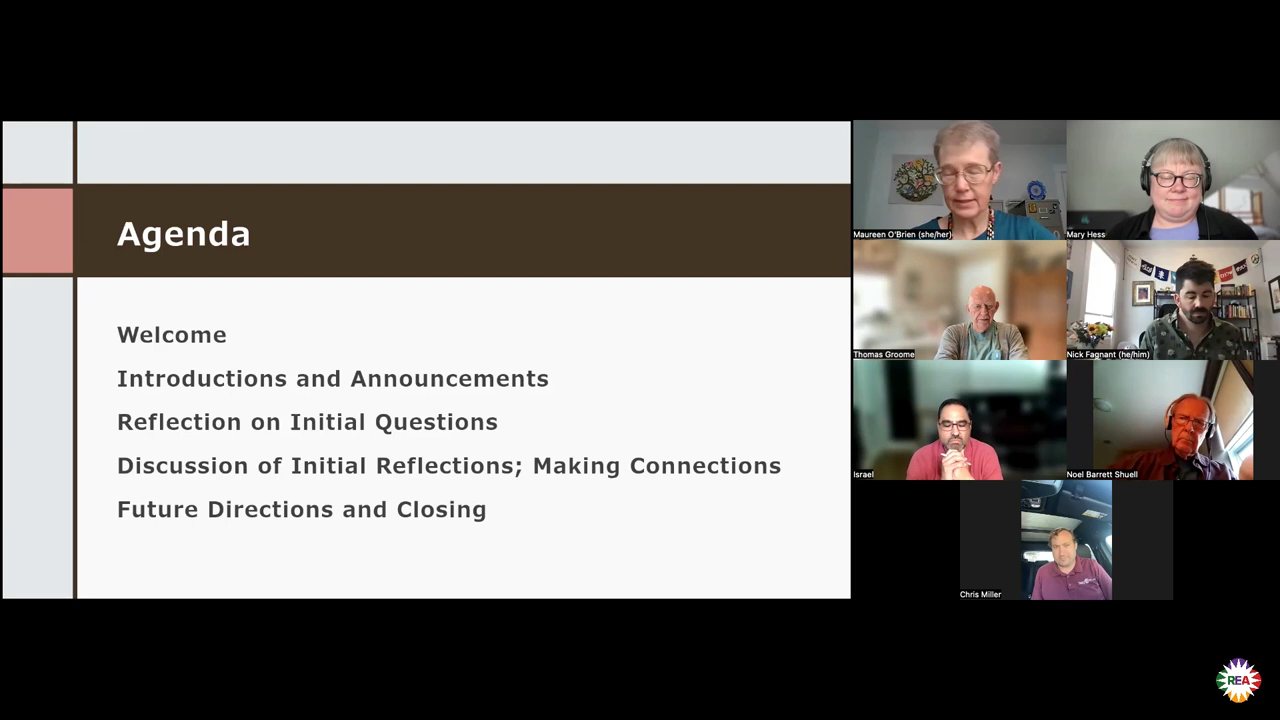 Agenda
Welcome
Introductions and Announcements
Reflection on Initial Questions
Discussion of Initial Reflections; Making Connections
Future Directions and Closing
Maureen O'Brien (she/her)
Mary Hess
Thomas Groome
Nick Fagnant (he/him)
Israel
Noel Barrett Shuell
Chris Miller
REA